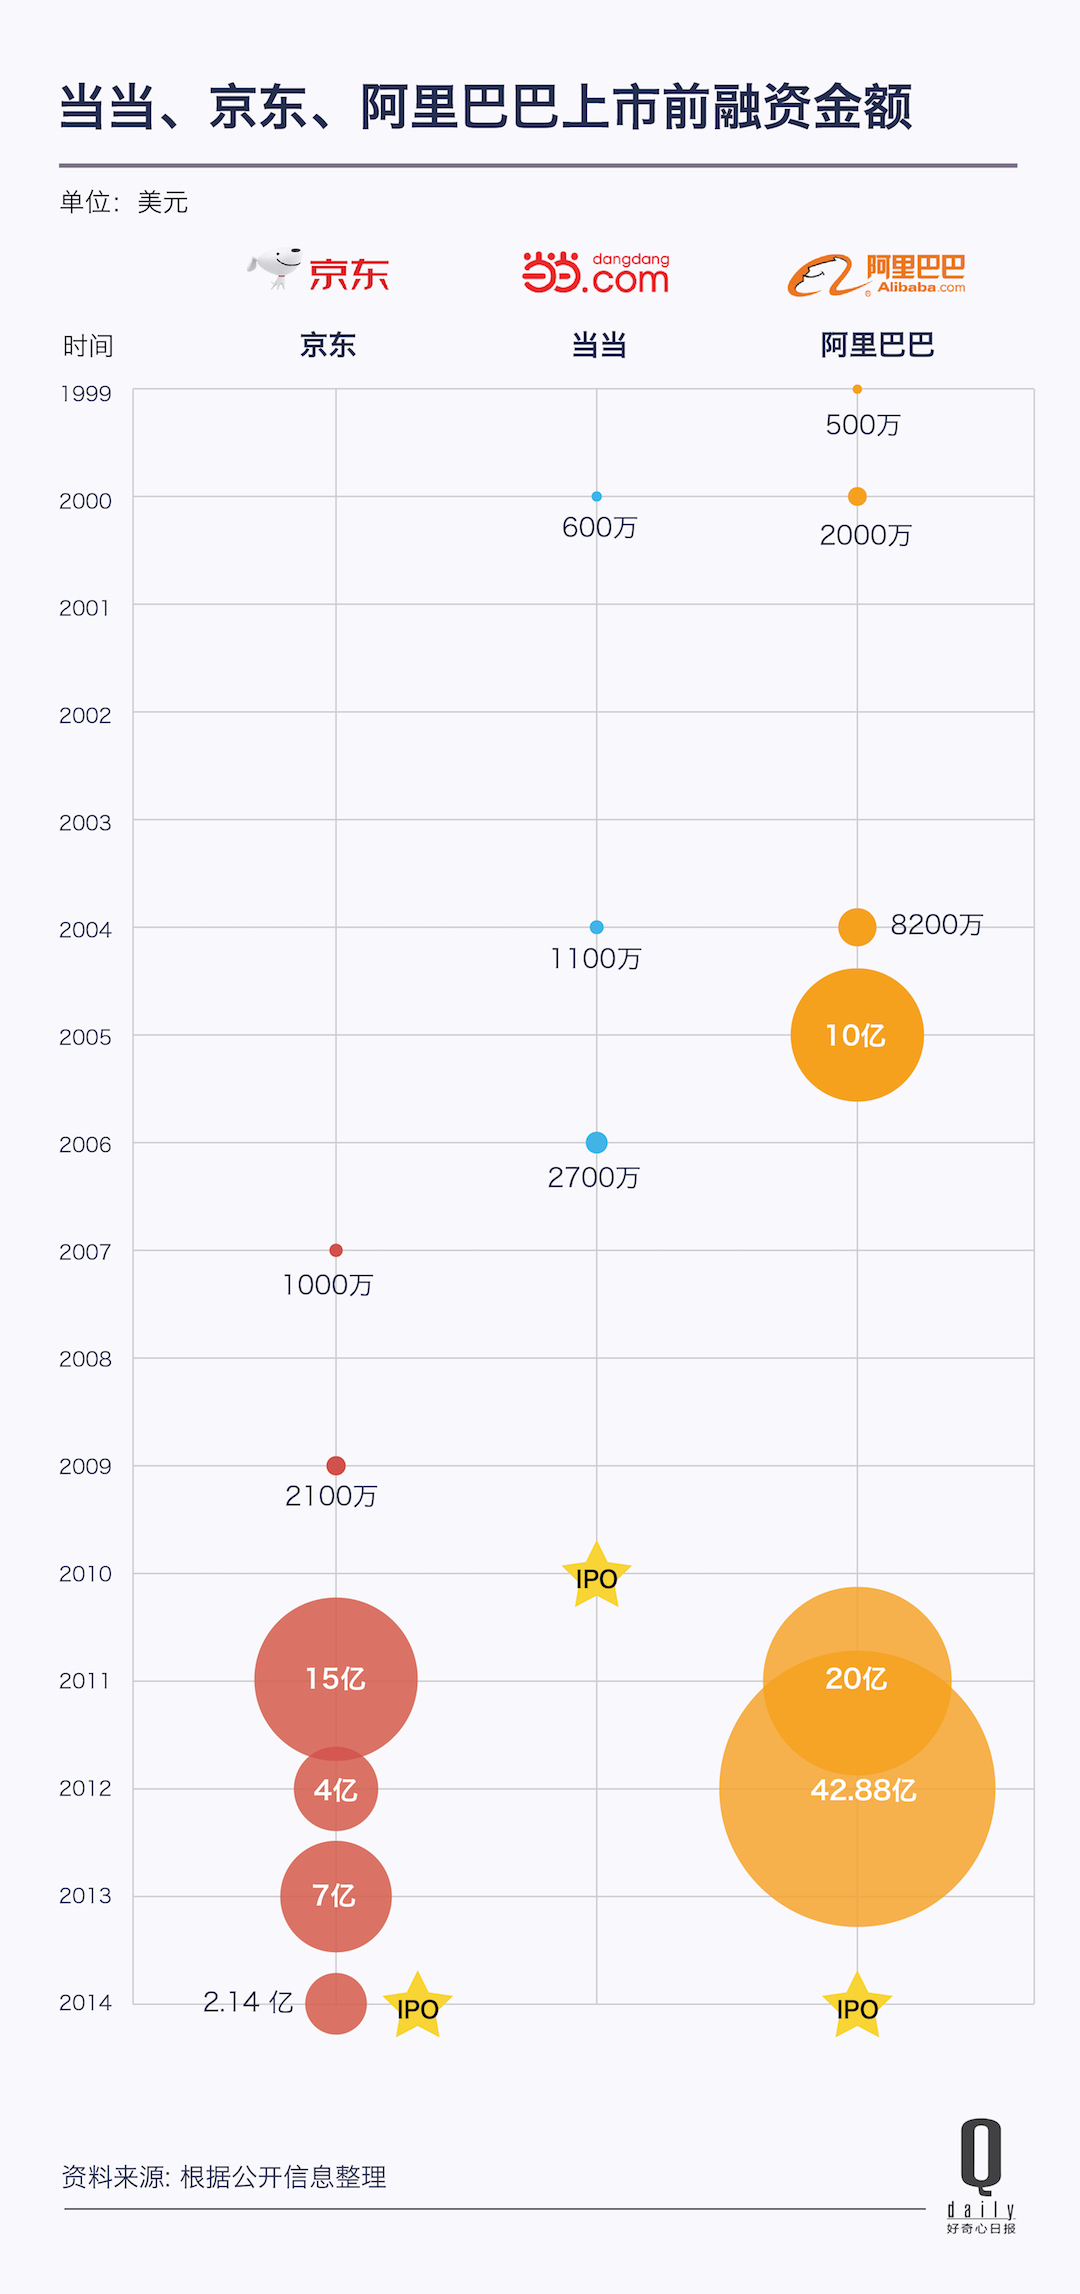 当当、京东、阿里巴巴上市前融资金额
单位：美元
京东
当当 dangdang
.com
阿里巴巴
Alibaba.com
时间 京东 当当 阿里巴巴
1999
500万
2000
600万 2000万
2001
2002
2003
2004 8200万
1100万
2005 10亿
2006
2700万
2007
1000万
2008
2009
2100万
2010 IPO
2011 15亿 20亿
2012 4亿 42.88亿
2013 7亿
2014 2.14 亿 IPO IPO
资料来源: 根据公开信息整理
Q
daily
好奇心日报